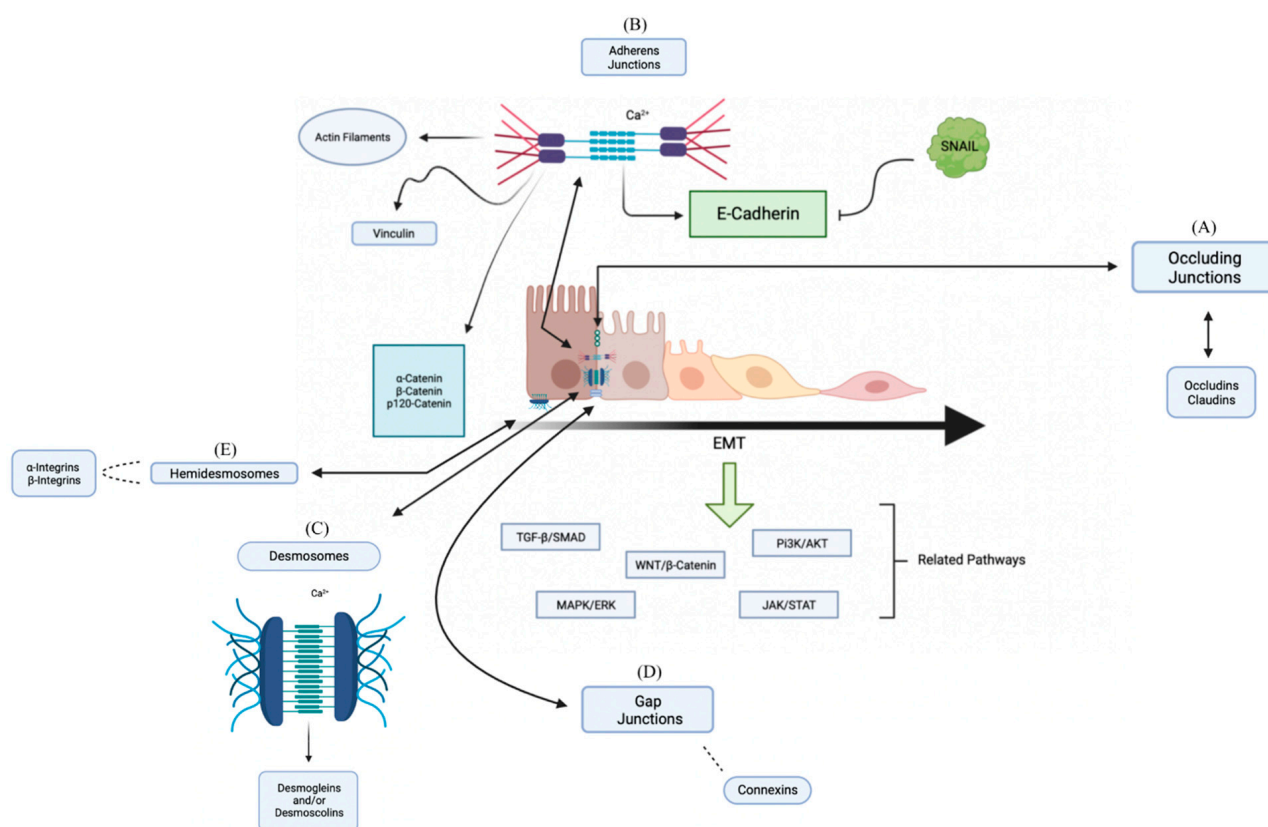 (B)
Adherens
Junctions
Ca²⁺
Actin Filaments
SNAIL
E-Cadherin
Vinculin
(A)
Occluding
Junctions
α-Catenin
β-Catenin
p120-Catenin
Occludins
Claudins
EMT
(E)
α-Integrins
β-Integrins
Hemidesmosomes
(C)
Desmosomes
Ca²⁺
TGF-β/SMAD
Pi3K/AKT
WNT/β-Catenin
Related Pathways
MAPK/ERK
JAK/STAT
(D)
Gap
Junctions
Desmogleins
and/or
Desmoscolins
Connexins